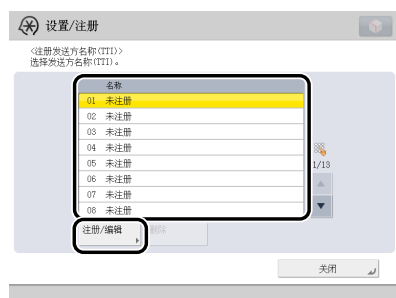 设置/注册
<注册发送方名称(TTI)>
选择发送方名称(TTI)。
名称
01 未注册
02 未注册
03 未注册
04 未注册
05 未注册
06 未注册
07 未注册
08 未注册
1/13
注册/编辑
删除
关闭